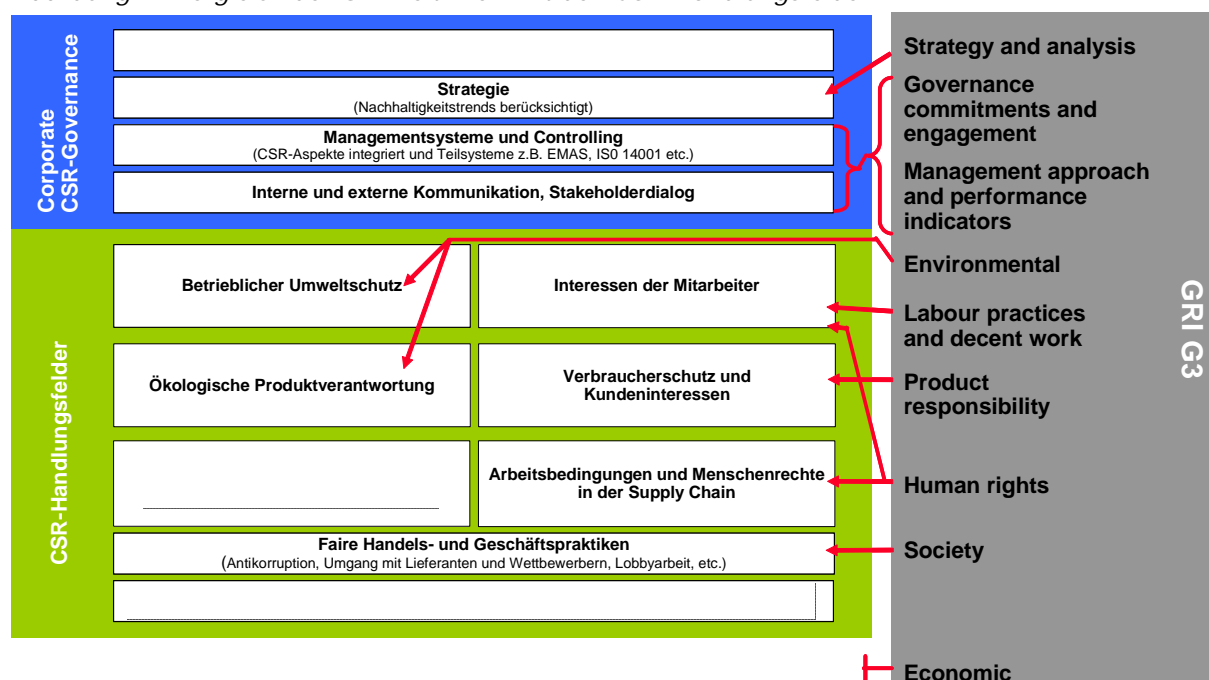 Corporate
CSR-Governance
Strategie
(Nachhaltigkeitstrends berücksichtigt)
Managementsysteme und Controlling
(CSR-Aspekte integriert und Teilsysteme z.B. EMAS, IS0 14001 etc.)
Interne und externe Kommunikation, Stakeholderdialog
CSR-Handlungsfelder
Betrieblicher Umweltschutz
Interessen der Mitarbeiter
Ökologische Produktverantwortung
Verbraucherschutz und
Kundeninteressen
Arbeitsbedingungen und Menschenrechte
in der Supply Chain
Faire Handels- und Geschäftspraktiken
(Antikorruption, Umgang mit Lieferanten und Wettbewerbern, Lobbyarbeit, etc.)
Strategy and analysis
Governance
commitments and
engagement
Management approach
and performance
indicators
Environmental
Labour practices
and decent work
Product
responsibility
Human rights
Society
Economic
GRI G3